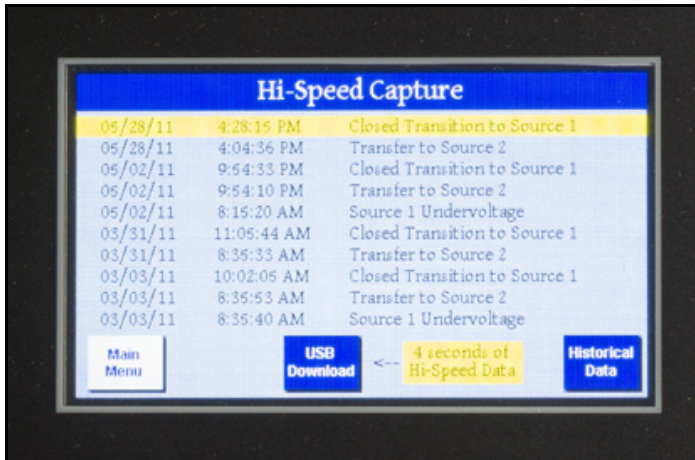 Hi-Speed Capture
05/28/11 4:28:15 PM Closed Transition to Source 1
05/28/11 4:04:36 PM Transfer to Source 2
05/02/11 9:54:33 PM Closed Transition to Source 1
05/02/11 9:54:10 PM Transfer to Source 2
05/02/11 8:15:20 AM Source 1 Undervoltage
03/31/11 11:05:44 AM Closed Transition to Source 1
03/31/11 8:35:33 AM Transfer to Source 2
03/03/11 10:02:05 AM Closed Transition to Source 1
03/03/11 8:35:53 AM Transfer to Source 2
03/03/11 8:35:40 AM Source 1 Undervoltage
Main
Menu
USB
Download
<--
4 seconds of
Hi-Speed Data
Historical
Data